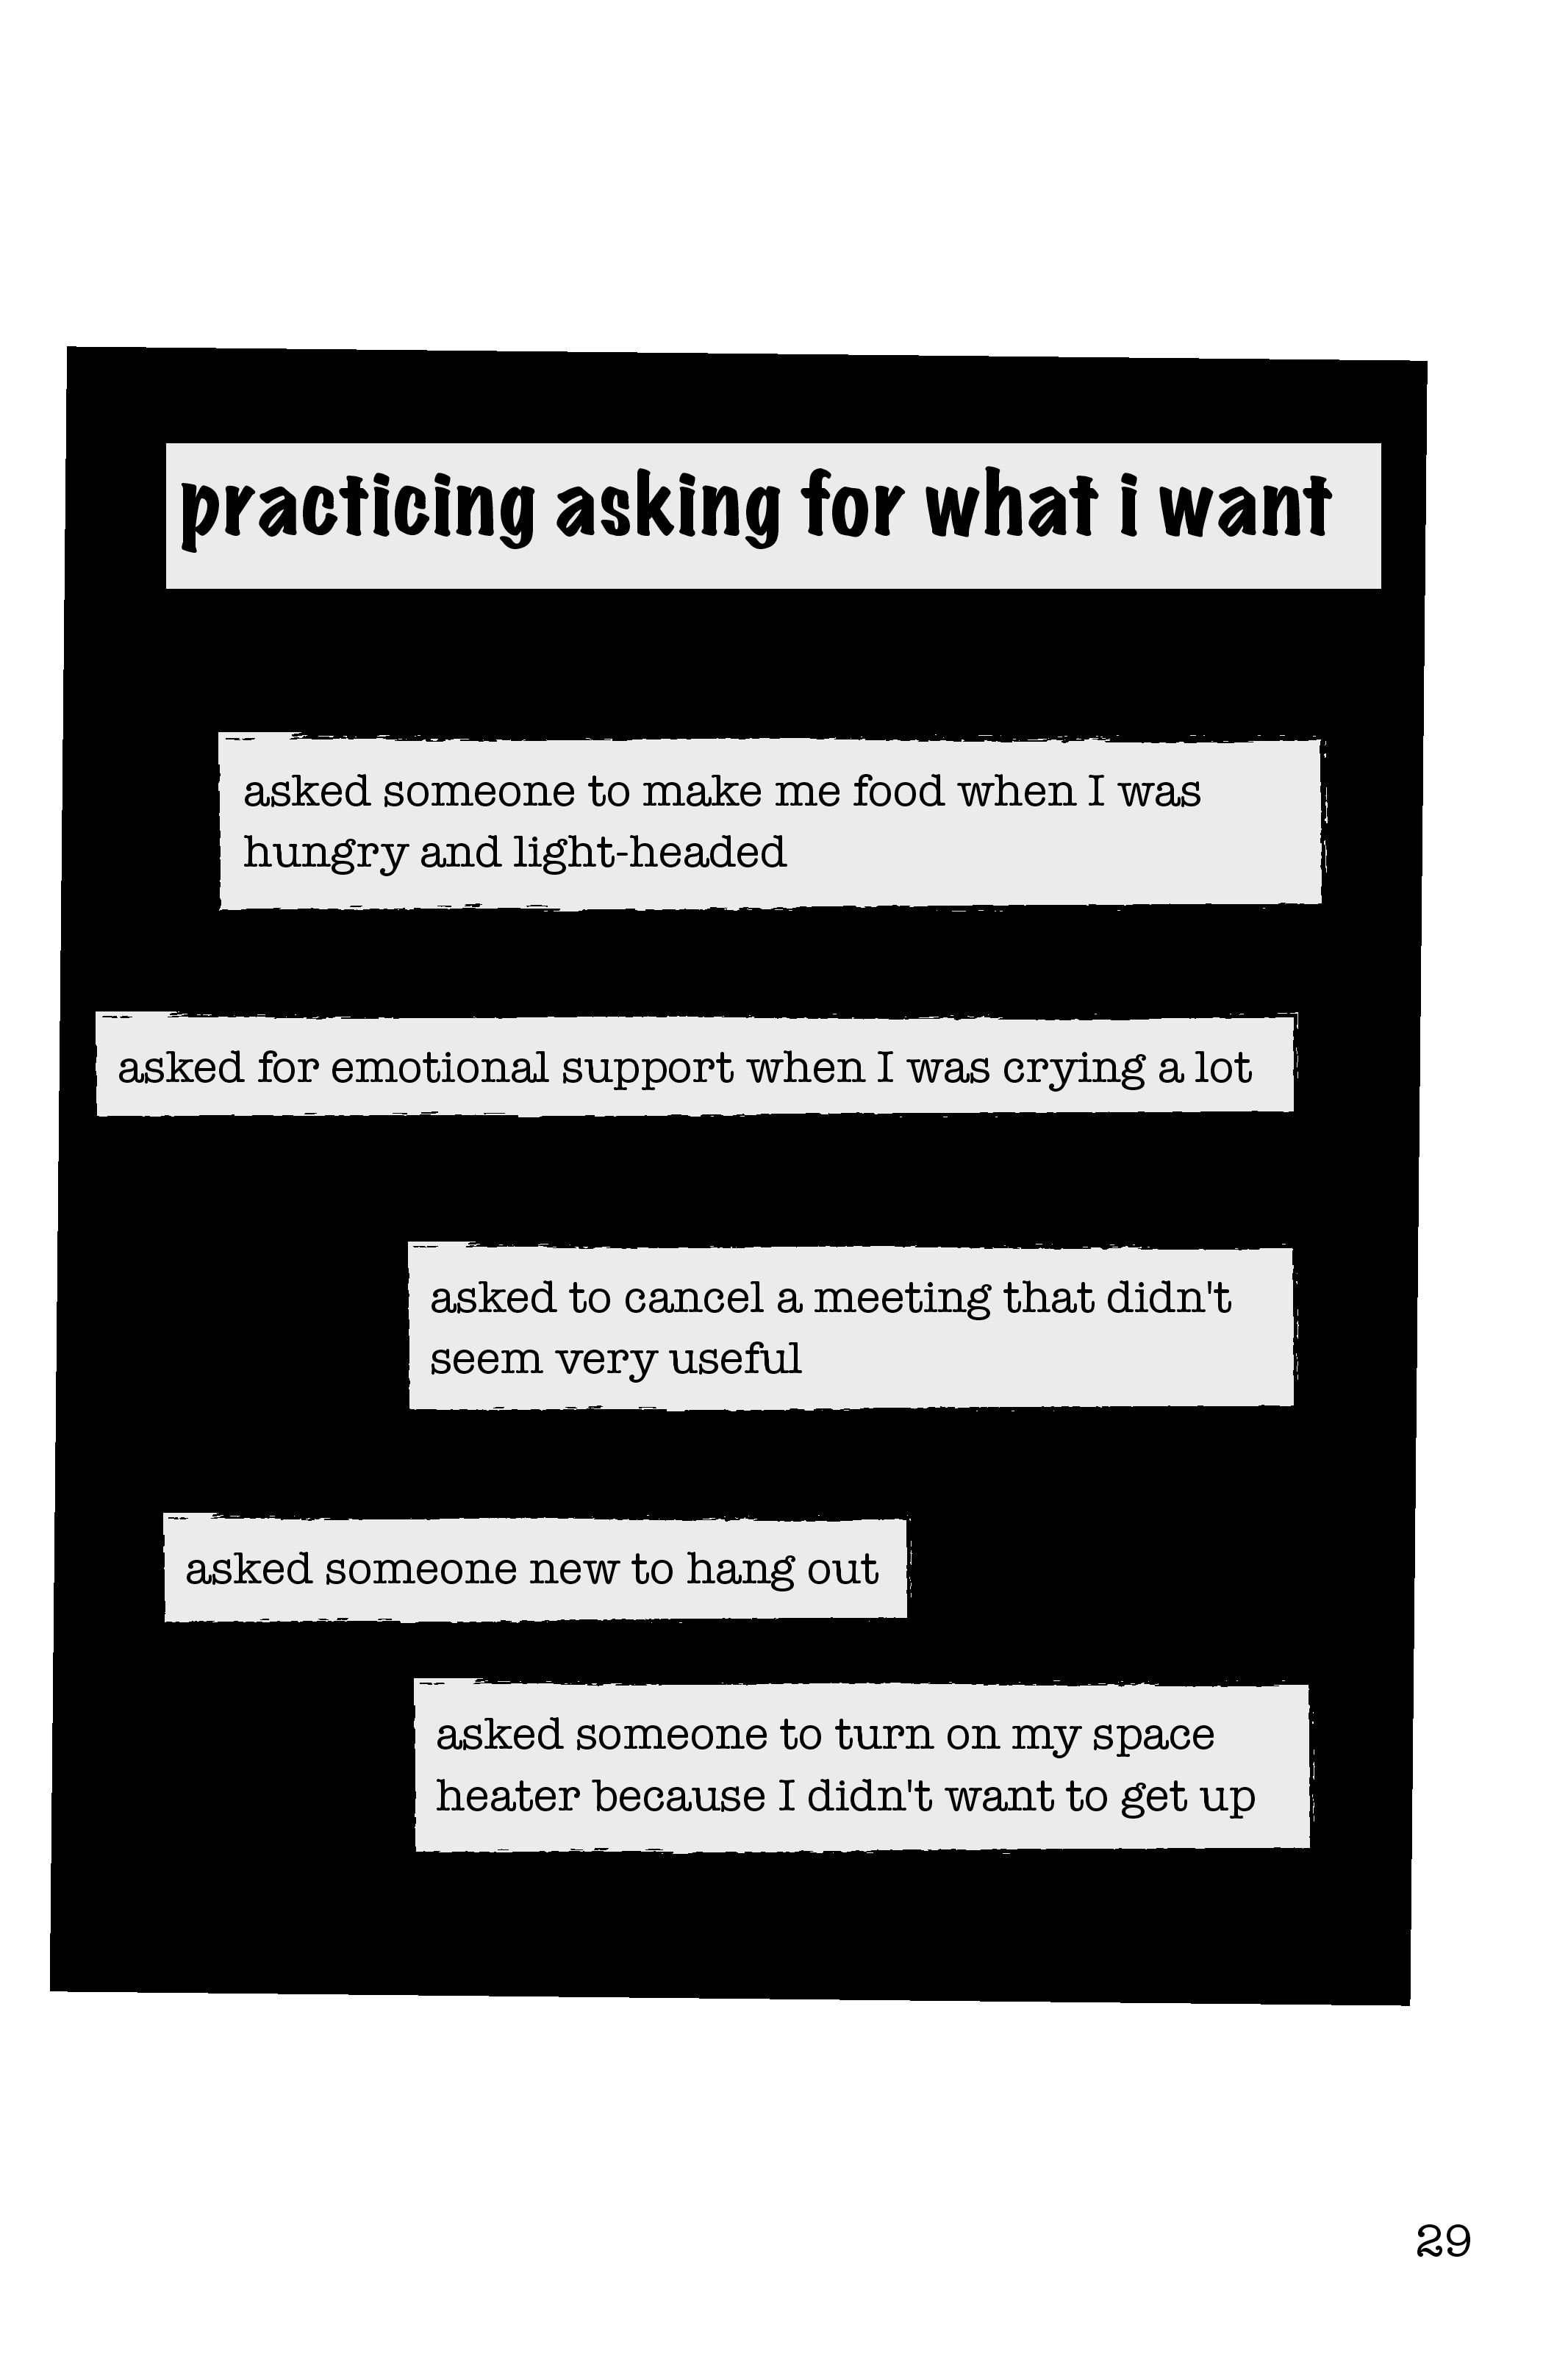 practicing asking for what i want
asked someone to make me food when I was
hungry and light-headed
asked for emotional support when I was crying a lot
asked to cancel a meeting that didn't
seem very useful
asked someone new to hang out
asked someone to turn on my space
heater because I didn't want to get up
29